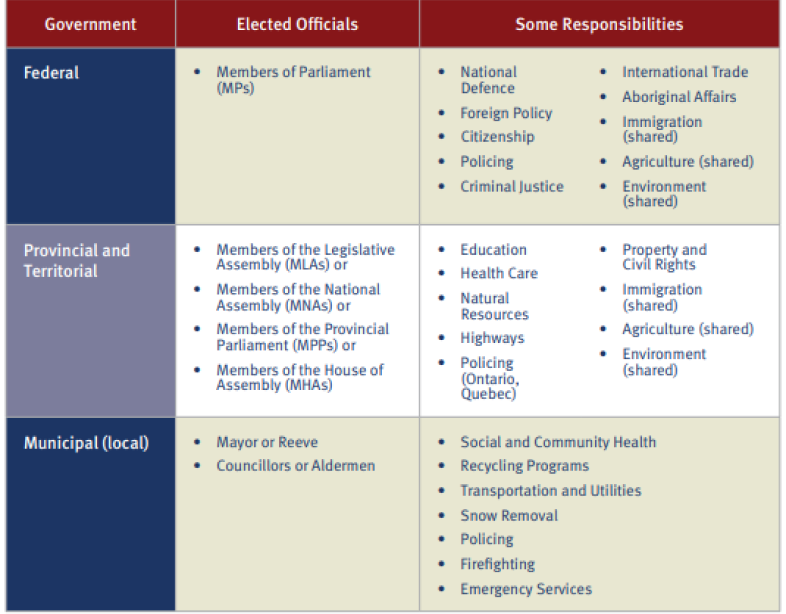 Government
Elected Officials
Some Responsibilities
Federal
• Members of Parliament
(MPs)
• National
Defence
• Foreign Policy
• Citizenship
• Policing
• Criminal Justice
• International Trade
• Aboriginal Affairs
• Immigration
(shared)
• Agriculture (shared)
• Environment
(shared)
Provincial and
Territorial
• Members of the Legislative
Assembly (MLAs) or
• Members of the National
Assembly (MNAs) or
• Members of the Provincial
Parliament (MPPs) or
• Members of the House of
Assembly (MHAs)
• Education
• Health Care
• Natural
Resources
• Highways
• Policing
(Ontario,
Quebec)
• Property and
Civil Rights
• Immigration
(shared)
• Agriculture (shared)
• Environment
(shared)
Municipal (local)
• Mayor or Reeve
• Councillors or Aldermen
• Social and Community Health
• Recycling Programs
• Transportation and Utilities
• Snow Removal
• Policing
• Firefighting
• Emergency Services